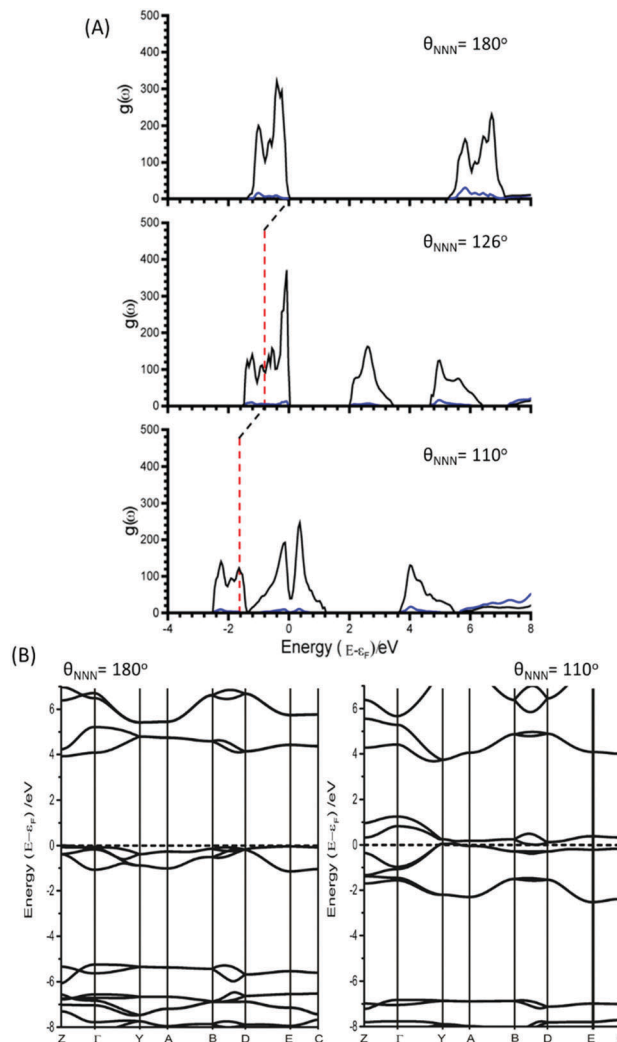 (A)
500
θNNN= 180°
400
300
g(ω)
200
100
0
500
θNNN= 126°
400
300
g(ω)
200
100
0
500
θNNN= 110°
400
300
g(ω)
200
100
0
-4 -2 0 2 4 6 8
Energy (E-εF)/eV
(B)
θNNN= 180° θNNN= 110°
6 6
4 4
2 2
0 0
-2 -2
-4 -4
-6 -6
-8 -8
Energy (E-εF) /eV Energy (E-εF) /eV
Z Γ Y A B D E C Z Γ Y A B D E